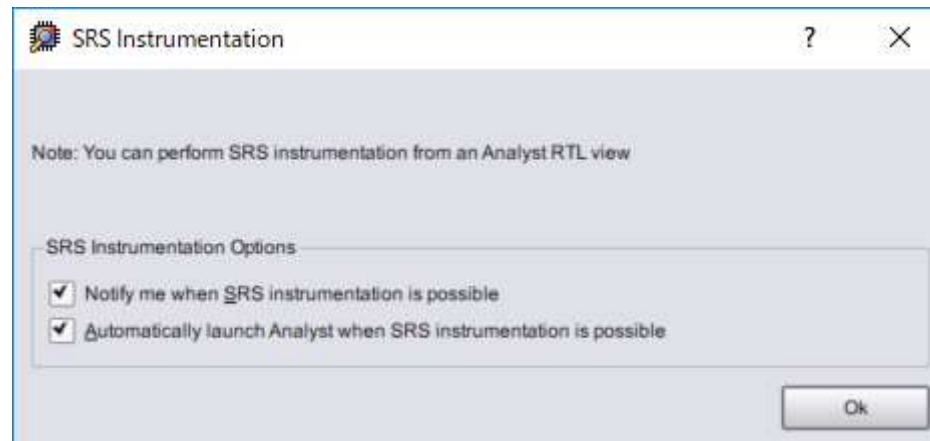 SRS Instrumentation
?
Note: You can perform SRS instrumentation from an Analyst RTL view
SRS Instrumentation Options
Notify me when SRS instrumentation is possible
Automatically launch Analyst when SRS instrumentation is possible
Ok